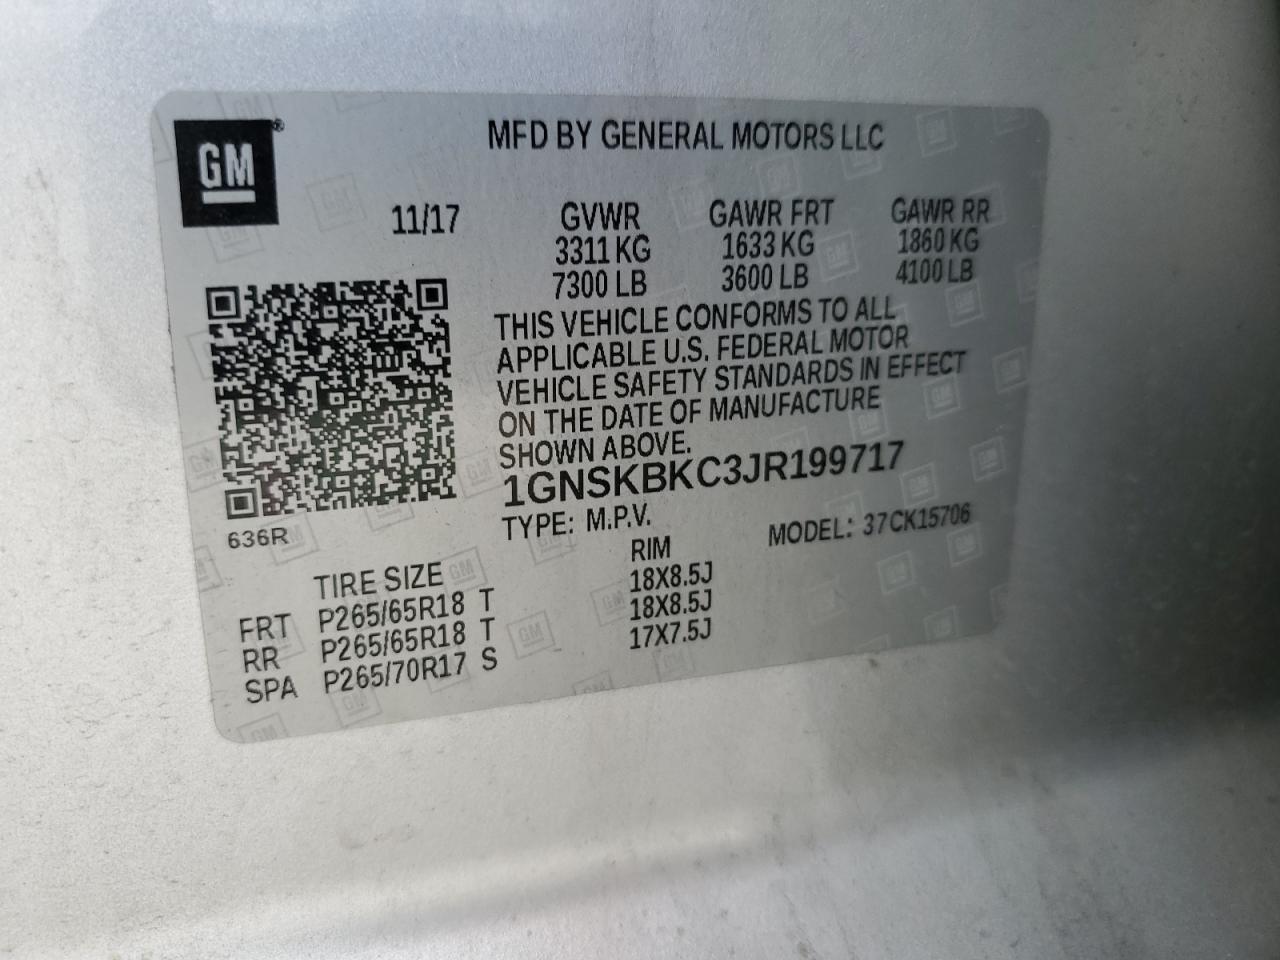 GM
MFD BY GENERAL MOTORS LLC
11/17 GVWR GAWR FRT GAWR RR
3311 KG 1633 KG 1860 KG
7300 LB 3600 LB 4100 LB
THIS VEHICLE CONFORMS TO ALL
APPLICABLE U.S. FEDERAL MOTOR
VEHICLE SAFETY STANDARDS IN EFFECT
ON THE DATE OF MANUFACTURE
SHOWN ABOVE.
1GNSKBKC3JR199717
636R
TYPE: M.P.V. MODEL: 37CK15706
TIRE SIZE RIM
FRT P265/65R18 T 18X8.5J
RR P265/65R18 T 18X8.5J
SPA P265/70R17 S 17X7.5J